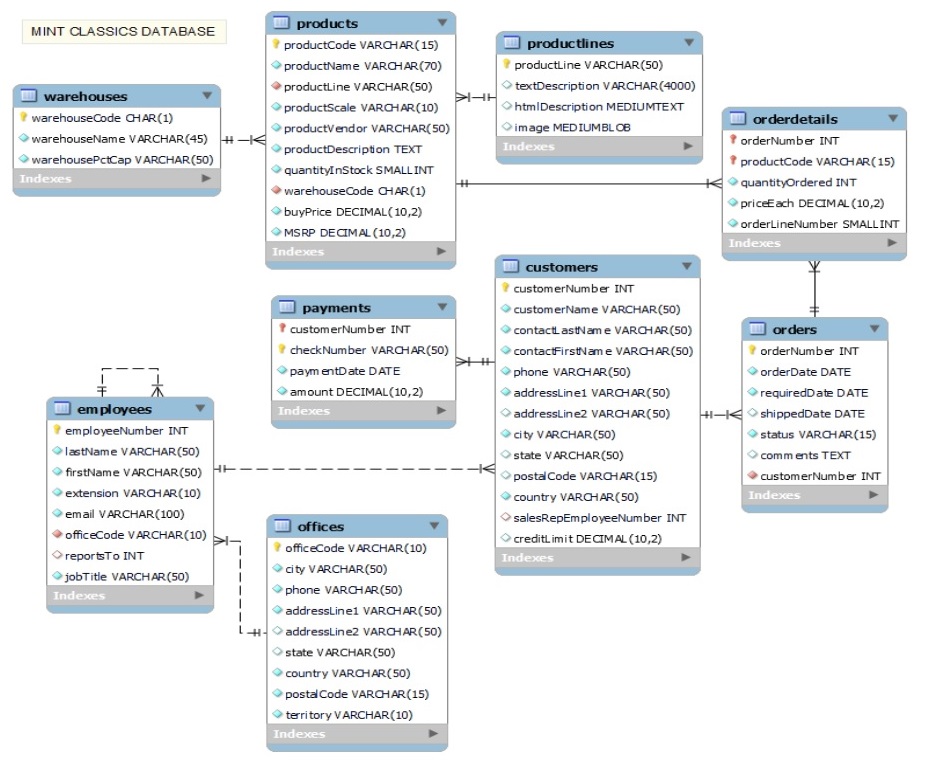 MINT CLASSICS DATABASE
warehouses
warehouseCode CHAR(1)
warehouseName VARCHAR(45)
warehousePctCap VARCHAR(50)
Indexes
products
productCode VARCHAR(15)
productName VARCHAR(70)
productLine VARCHAR(50)
productScale VARCHAR(10)
productVendor VARCHAR(50)
productDescription TEXT
quantityInStock SMALLINT
warehouseCode CHAR(1)
buyPrice DECIMAL(10,2)
MSRP DECIMAL(10,2)
Indexes
productlines
productLine VARCHAR(50)
textDescription VARCHAR(4000)
htmlDescription MEDIUMTEXT
image MEDIUMBLOB
Indexes
orderdetails
orderNumber INT
productCode VARCHAR(15)
quantityOrdered INT
priceEach DECIMAL(10,2)
orderLineNumber SMALLINT
Indexes
payments
customerNumber INT
checkNumber VARCHAR(50)
paymentDate DATE
amount DECIMAL(10,2)
Indexes
customers
customerNumber INT
customerName VARCHAR(50)
contactLastName VARCHAR(50)
contactFirstName VARCHAR(50)
phone VARCHAR(50)
addressLine1 VARCHAR(50)
addressLine2 VARCHAR(50)
city VARCHAR(50)
state VARCHAR(50)
postalCode VARCHAR(15)
country VARCHAR(50)
salesRepEmployeeNumber INT
creditLimit DECIMAL(10,2)
Indexes
orders
orderNumber INT
orderDate DATE
requiredDate DATE
shippedDate DATE
status VARCHAR(15)
comments TEXT
customerNumber INT
Indexes
employees
employeeNumber INT
lastName VARCHAR(50)
firstName VARCHAR(50)
extension VARCHAR(10)
email VARCHAR(100)
officeCode VARCHAR(10)
reportsTo INT
jobTitle VARCHAR(50)
Indexes
offices
officeCode VARCHAR(10)
city VARCHAR(50)
phone VARCHAR(50)
addressLine1 VARCHAR(50)
addressLine2 VARCHAR(50)
state VARCHAR(50)
country VARCHAR(50)
postalCode VARCHAR(15)
territory VARCHAR(10)
Indexes